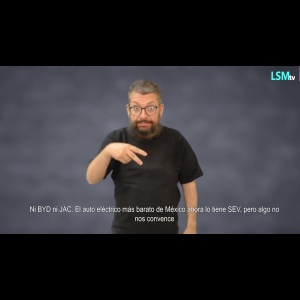 LSMtv
Ni BYD ni JAC. El auto eléctrico más barato de México ahora lo tiene SEV, pero algo no
nos convence